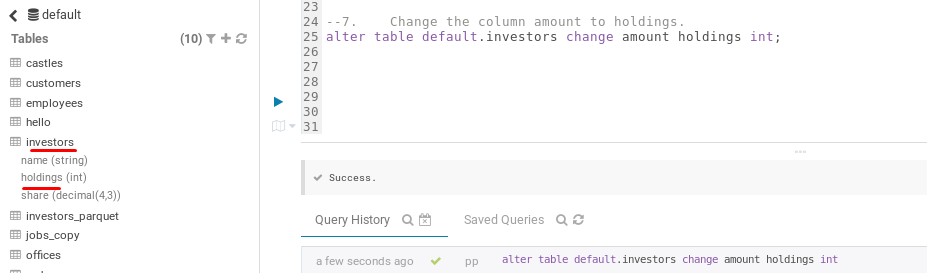 default
Tables (10)
castles
customers
employees
hello
investors
name (string)
holdings (int)
share (decimal(4,3))
investors_parquet
jobs_copy
offices
23
24 --7. Change the column amount to holdings.
25 alter table default.investors change amount holdings int;
26
27
28
29
30
31
Success.
Query History Saved Queries
a few seconds ago pp alter table default.investors change amount holdings int